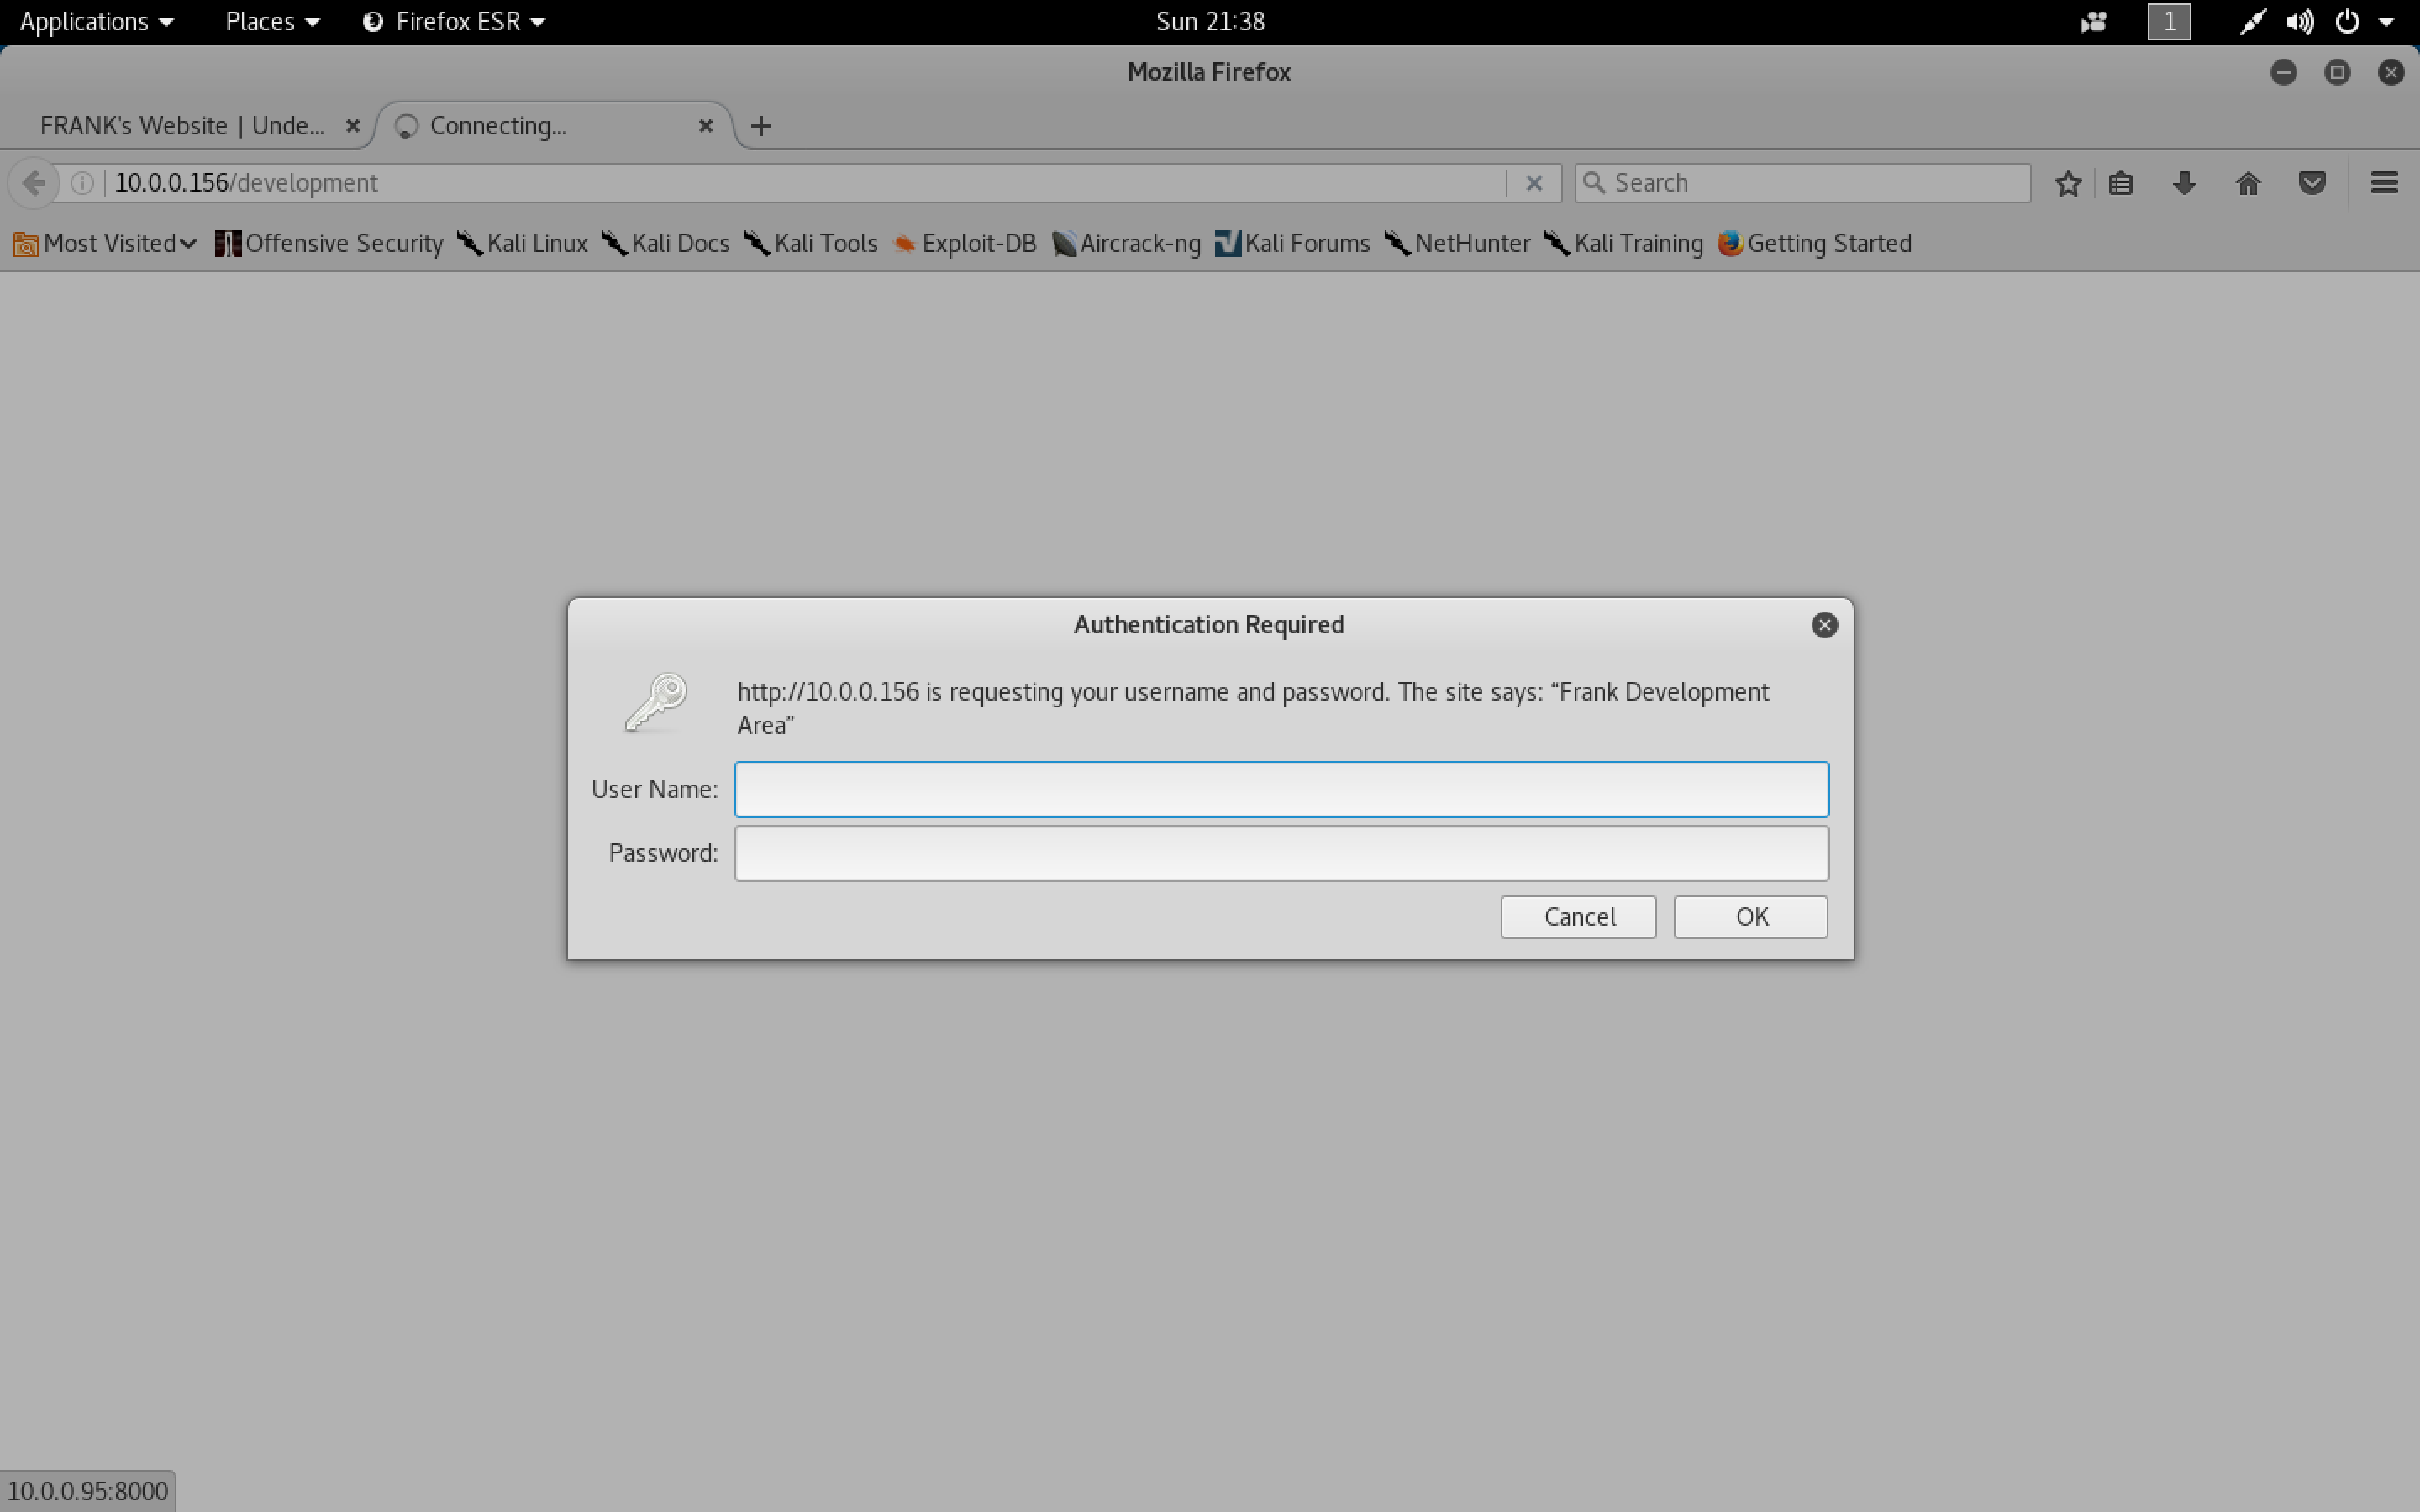 Applications Places Firefox ESR Sun 21:38 1
Mozilla Firefox
FRANK's Website | Unde... Connecting...
10.0.0.156/development Search
Most Visited Offensive Security Kali Linux Kali Docs Kali Tools Exploit-DB Aircrack-ng Kali Forums NetHunter Kali Training Getting Started
Authentication Required
http://10.0.0.156 is requesting your username and password. The site says: “Frank Development
Area”
User Name:
Password:
Cancel OK
10.0.0.95:8000